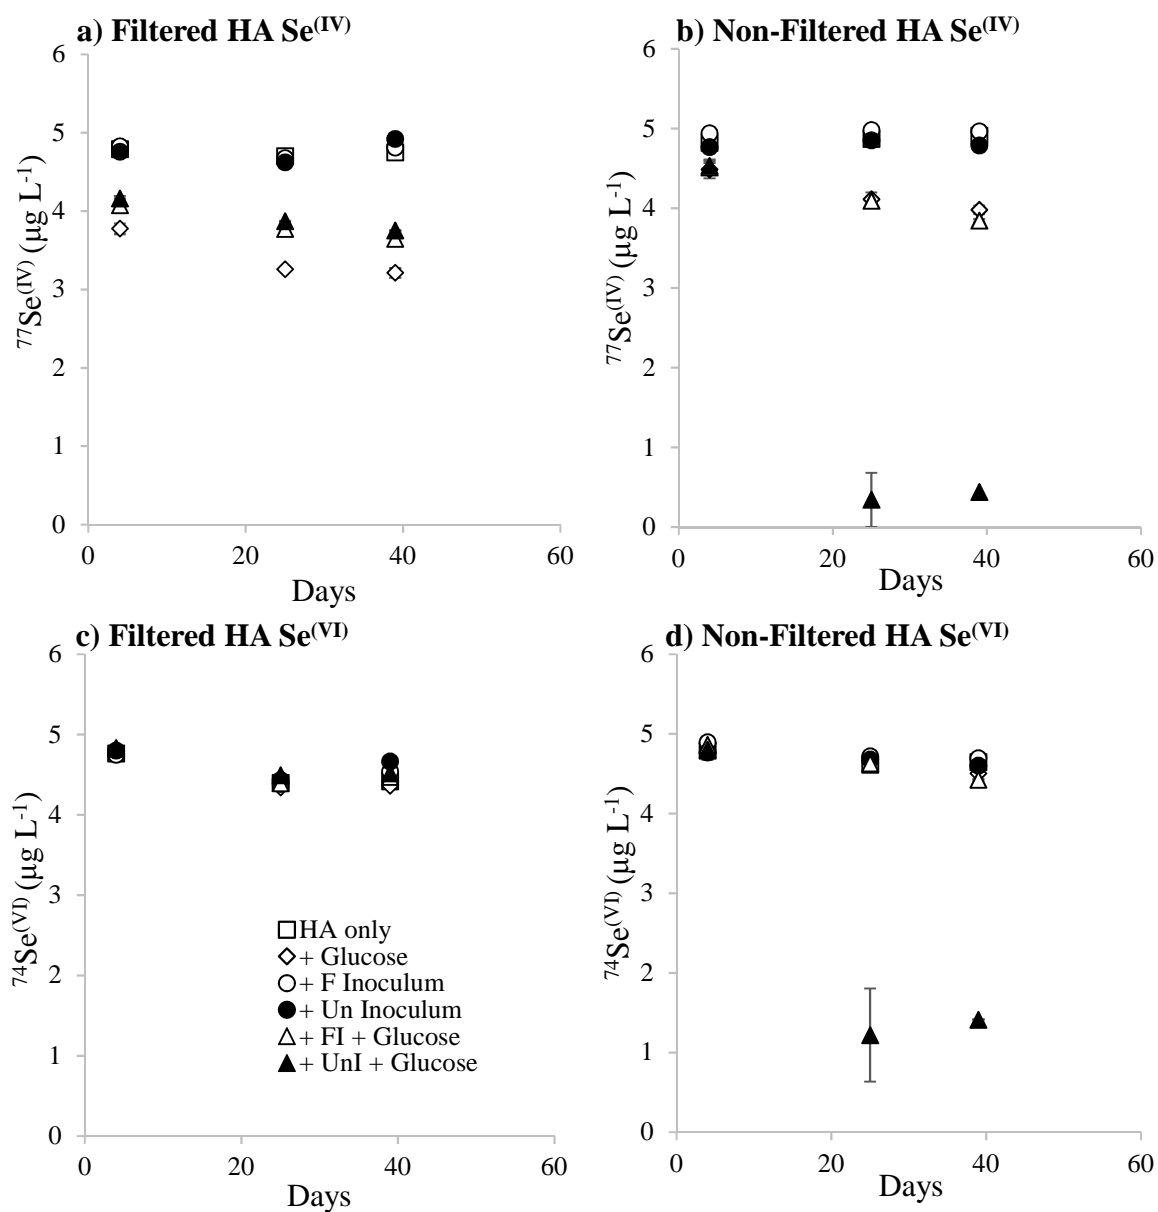 a) Filtered HA Se(IV)
6
5
4
3
2
1
0
0 20 40 60
77Se(IV) (µg L-1)
Days
b) Non-Filtered HA Se(IV)
6
5
4
3
2
1
0
0 20 40 60
77Se(IV) (µg L-1)
Days
c) Filtered HA Se(VI)
6
5
4
3
2
1
0
0 20 40 60
74Se(VI) (µg L-1)
HA only
+ Glucose
+ F Inoculum
+ Un Inoculum
+ FI + Glucose
+ UnI + Glucose
Days
d) Non-Filtered HA Se(VI)
6
5
4
3
2
1
0
0 20 40 60
74Se(VI) (µg L-1)
Days